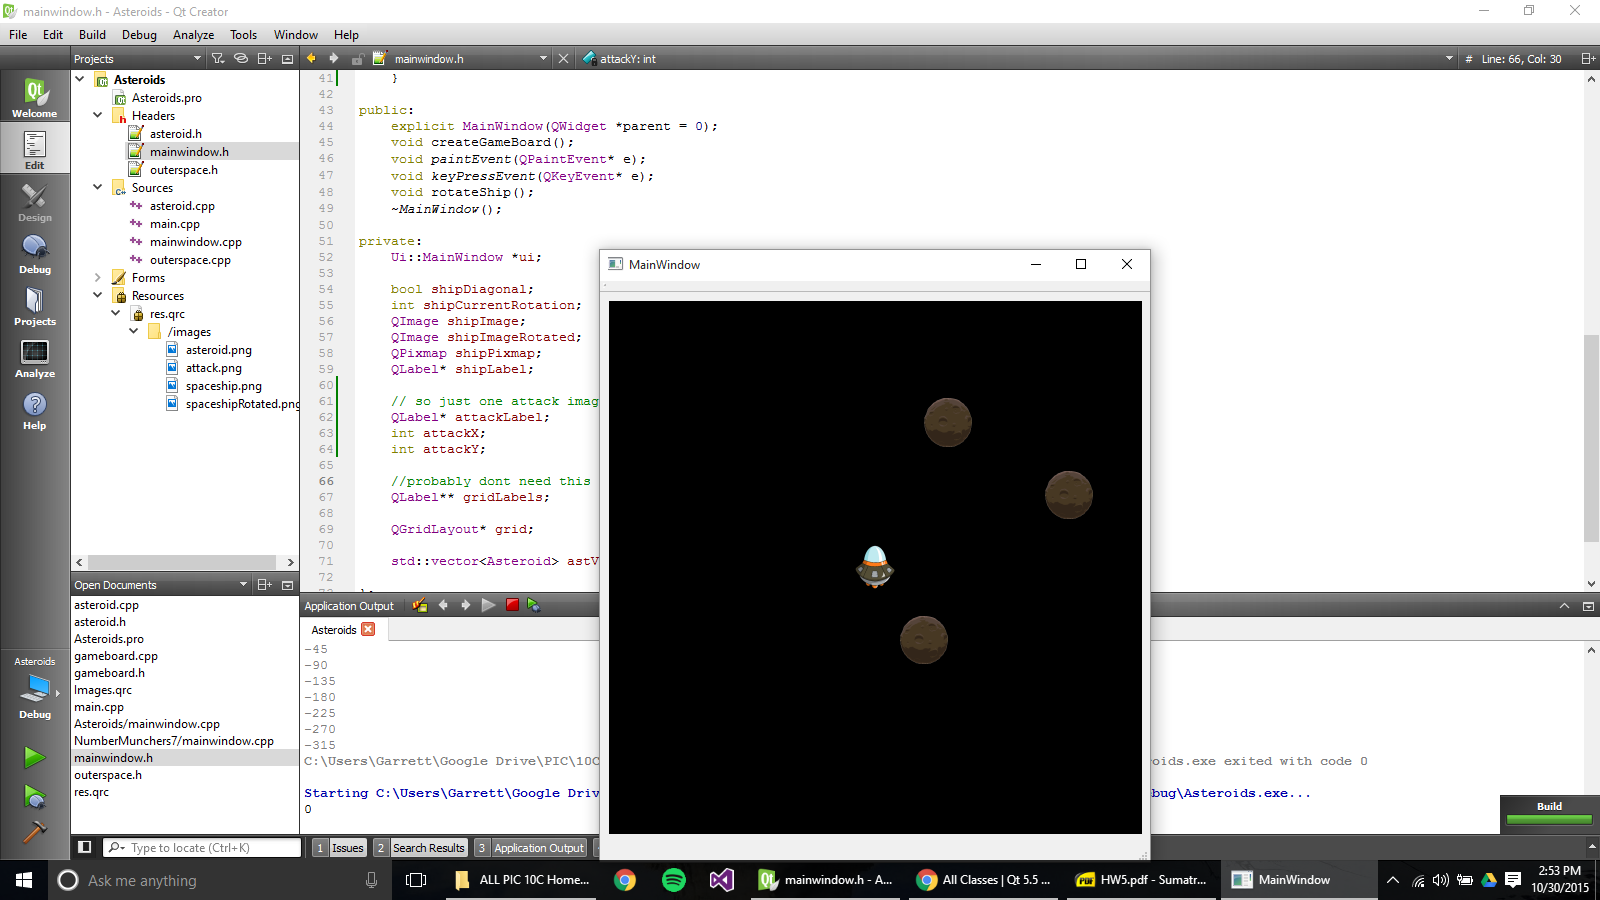 mainwindow.h - Asteroids - Qt Creator
File Edit Build Debug Analyze Tools Window Help
Projects
mainwindow.h
attackY: int
# Line: 66, Col: 30
Welcome
Edit
Design
Debug
Projects
Analyze
Help
Asteroids
Debug
Asteroids
Asteroids.pro
Headers
asteroid.h
mainwindow.h
outerspace.h
Sources
asteroid.cpp
main.cpp
mainwindow.cpp
outerspace.cpp
Forms
Resources
res.qrc
/images
asteroid.png
attack.png
spaceship.png
spaceshipRotated.png
Open Documents
asteroid.cpp
asteroid.h
Asteroids.pro
gameboard.cpp
gameboard.h
Images.qrc
main.cpp
Asteroids/mainwindow.cpp
NumberMunchers7/mainwindow.cpp
mainwindow.h
outerspace.h
res.qrc
41 }
42
43 public:
44 explicit MainWindow(QWidget *parent = 0);
45 void createGameBoard();
46 void paintEvent(QPaintEvent* e);
47 void keyPressEvent(QKeyEvent* e);
48 void rotateShip();
49 ~MainWindow();
50
51 private:
52 Ui::MainWindow *ui;
53
54 bool shipDiagonal;
55 int shipCurrentRotation;
56 QImage shipImage;
57 QImage shipImageRotated;
58 QPixmap shipPixmap;
59 QLabel* shipLabel;
60
61 // so just one attack imag
62 QLabel* attackLabel;
63 int attackX;
64 int attackY;
65
66 //probably dont need this
67 QLabel** gridLabels;
68
69 QGridLayout* grid;
70
71 std::vector<Asteroid> astV
72
MainWindow
Application Output
Asteroids
-45
-90
-135
-180
-225
-270
-315
C:\Users\Garrett\Google Drive\PIC\10C oids.exe exited with code 0
Starting C:\Users\Garrett\Google Driv bug\Asteroids.exe...
0
Build
Type to locate (Ctrl+K)
1 Issues 2 Search Results 3 Application Output
Ask me anything
ALL PIC 10C Home...
mainwindow.h - A...
All Classes | Qt 5.5 ...
HW5.pdf - Sumatr...
MainWindow
2:53 PM
10/30/2015